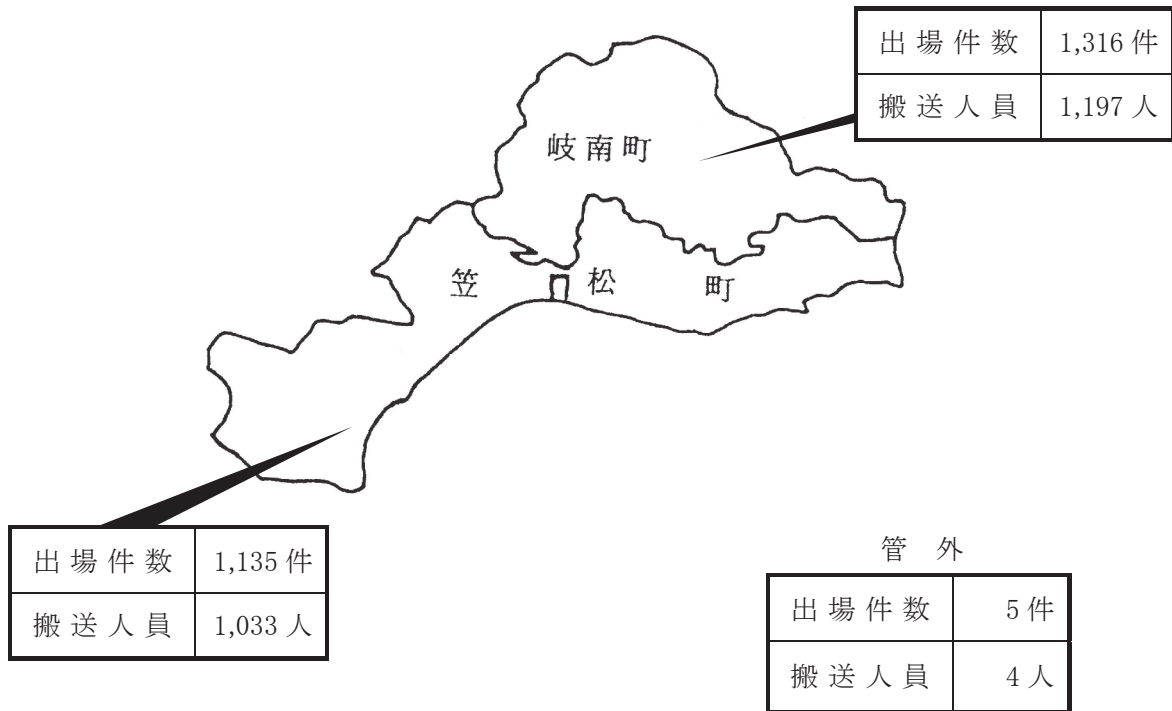 出場件数 1,316件
搬送人員 1,197人
岐南町
笠松町
出場件数 1,135件
搬送人員 1,033人
管外
出場件数 5件
搬送人員 4人